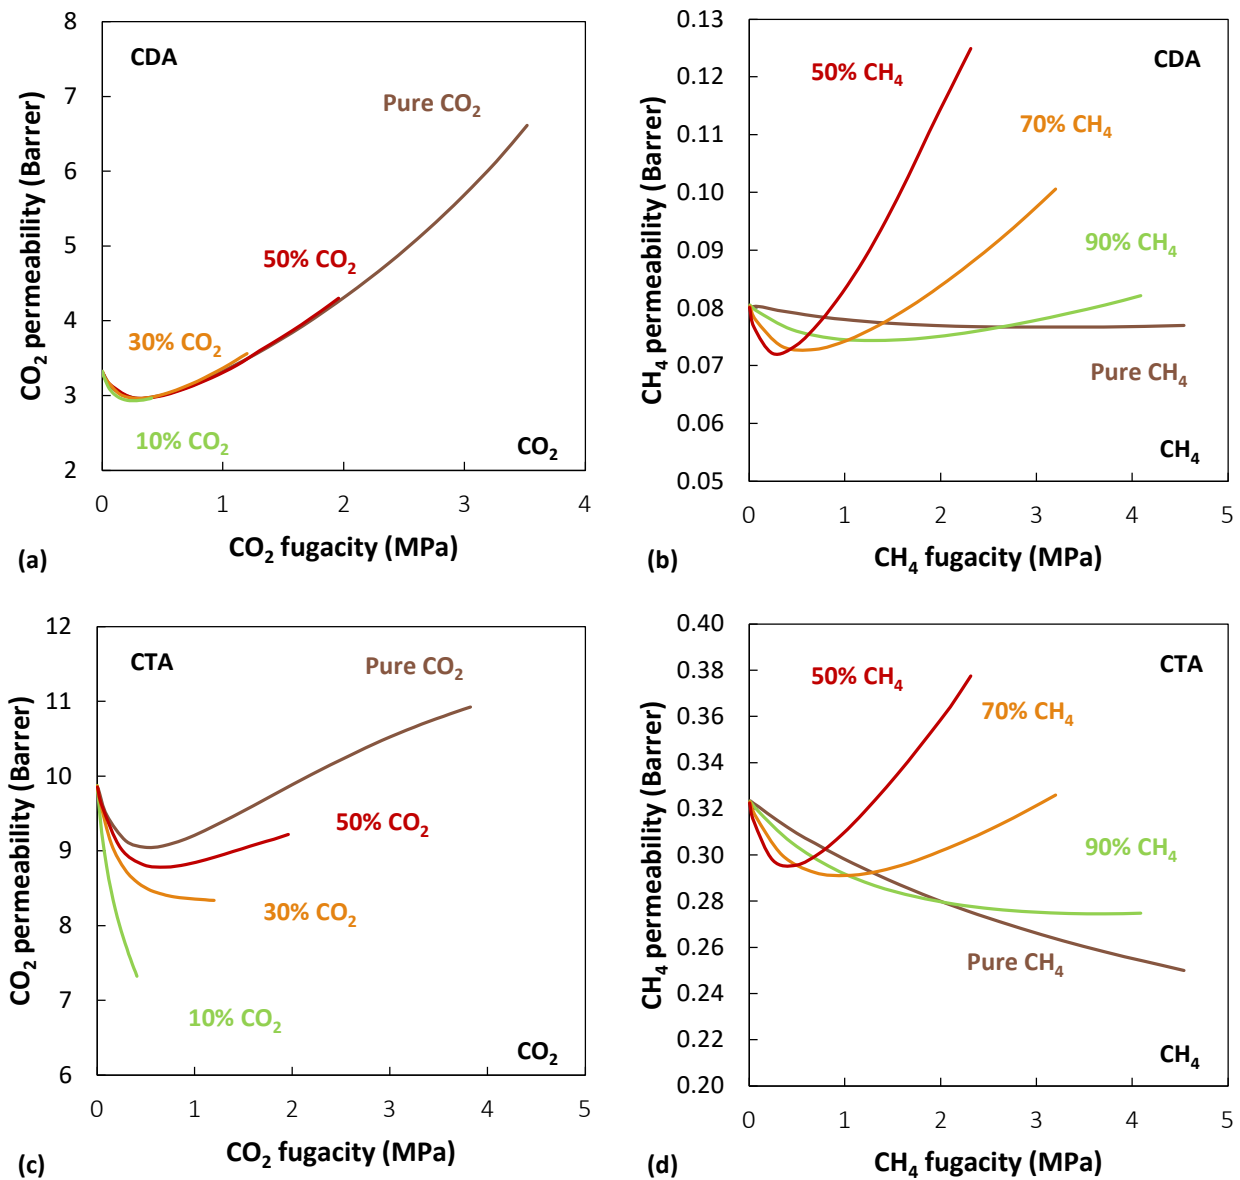 8
7
6
5
4
3
2
CO₂ permeability (Barrer)
CDA
Pure CO₂
50% CO₂
30% CO₂
10% CO₂
CO₂
0 1 2 3 4
CO₂ fugacity (MPa)
(a)
0.13
0.12
0.11
0.10
0.09
0.08
0.07
0.06
0.05
CH₄ permeability (Barrer)
50% CH₄
CDA
70% CH₄
90% CH₄
Pure CH₄
CH₄
0 1 2 3 4 5
CH₄ fugacity (MPa)
(b)
12
11
10
9
8
7
6
CO₂ permeability (Barrer)
CTA
Pure CO₂
50% CO₂
30% CO₂
10% CO₂
CO₂
0 1 2 3 4 5
CO₂ fugacity (MPa)
(c)
0.40
0.38
0.36
0.34
0.32
0.30
0.28
0.26
0.24
0.22
0.20
CH₄ permeability (Barrer)
50% CH₄
CTA
70% CH₄
90% CH₄
Pure CH₄
CH₄
0 1 2 3 4 5
CH₄ fugacity (MPa)
(d)